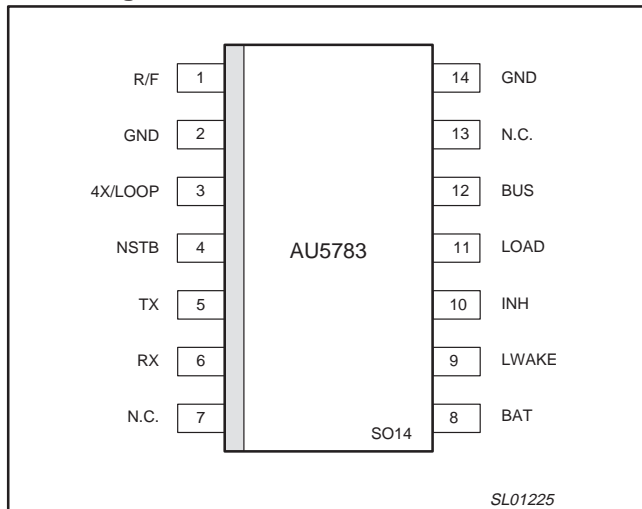 R/F 1 14 GND
GND 2 13 N.C.
4X/LOOP 3 12 BUS
NSTB 4 AU5783 11 LOAD
TX 5 10 INH
RX 6 9 LWAKE
N.C. 7 8 BAT
SO14
SL01225